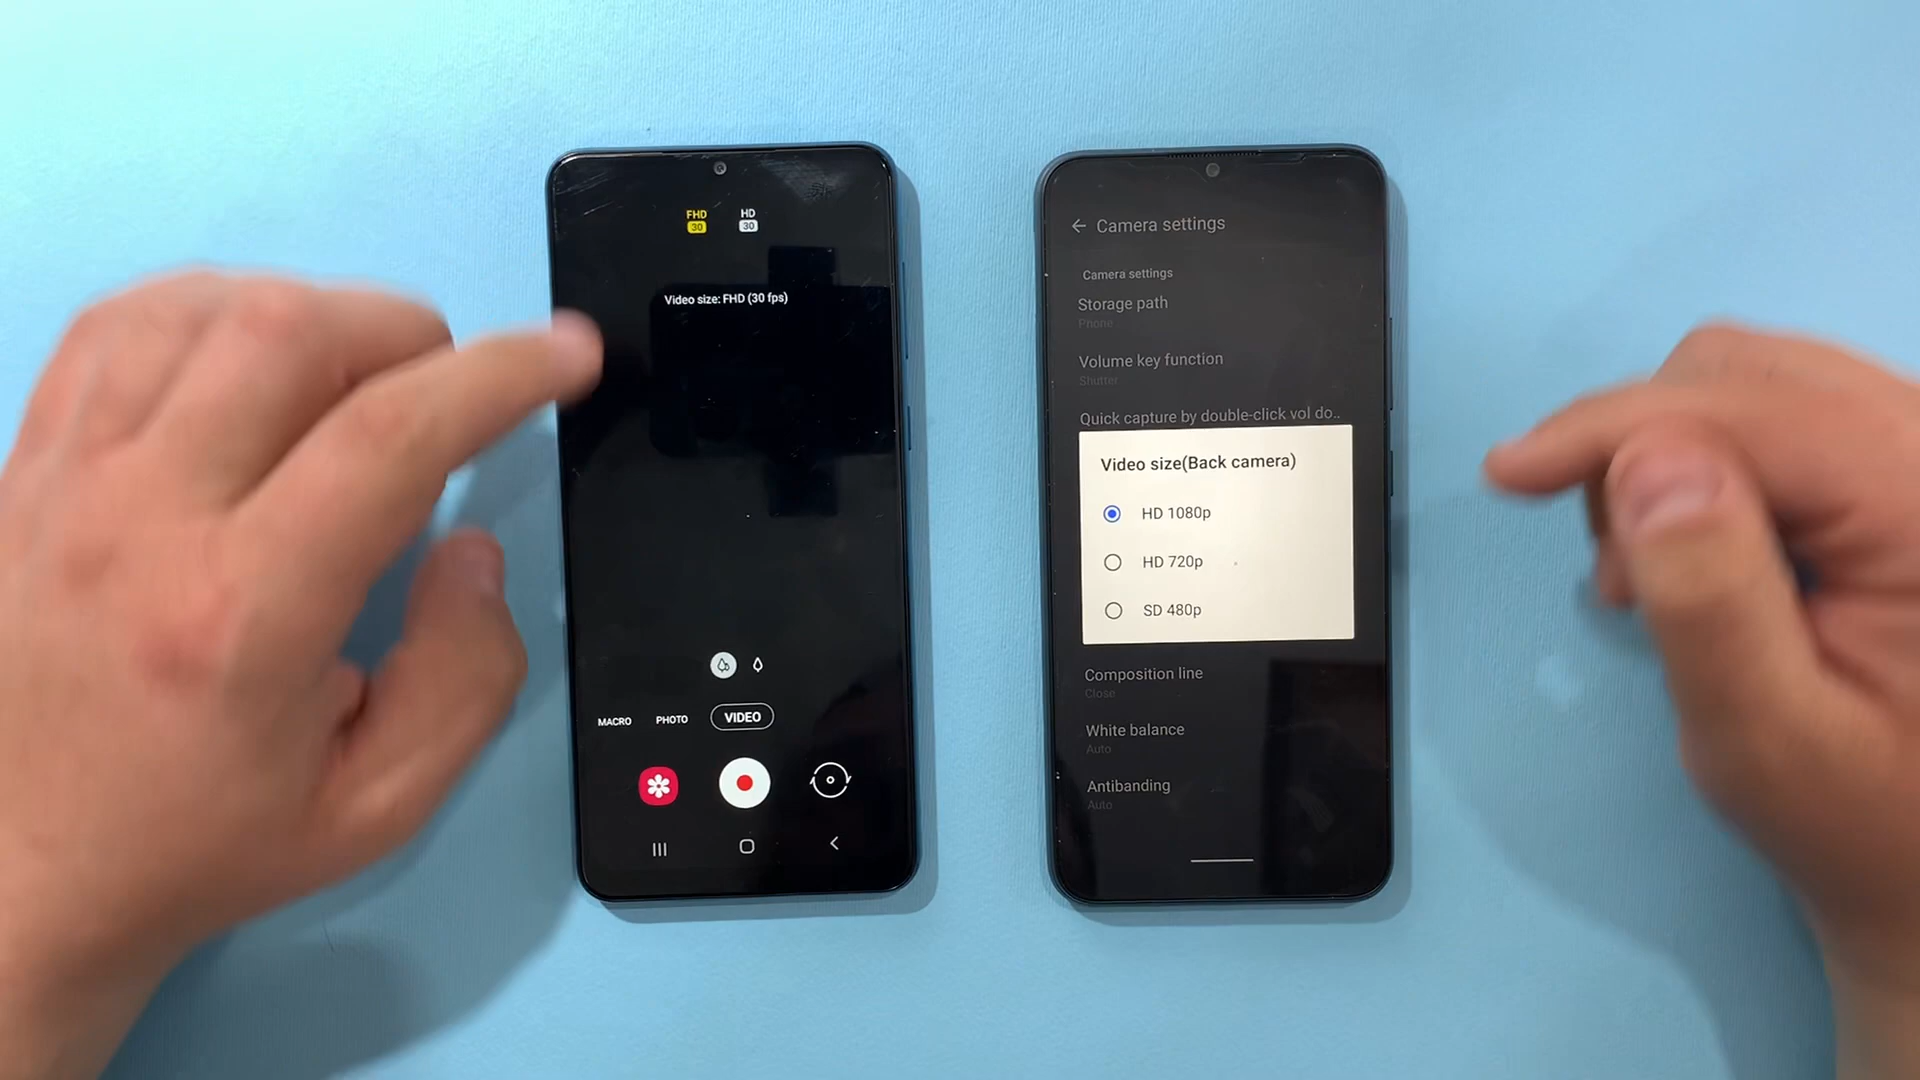 FHD
30
HD
30
Video size: FHD (30 fps)
MACRO
PHOTO
VIDEO
Camera settings
Camera settings
Storage path
Phone
Volume key function
Shutter
Quick capture by double-click vol do..
Video size(Back camera)
HD 1080p
HD 720p
SD 480p
Composition line
Close
White balance
Auto
Antibanding
Auto